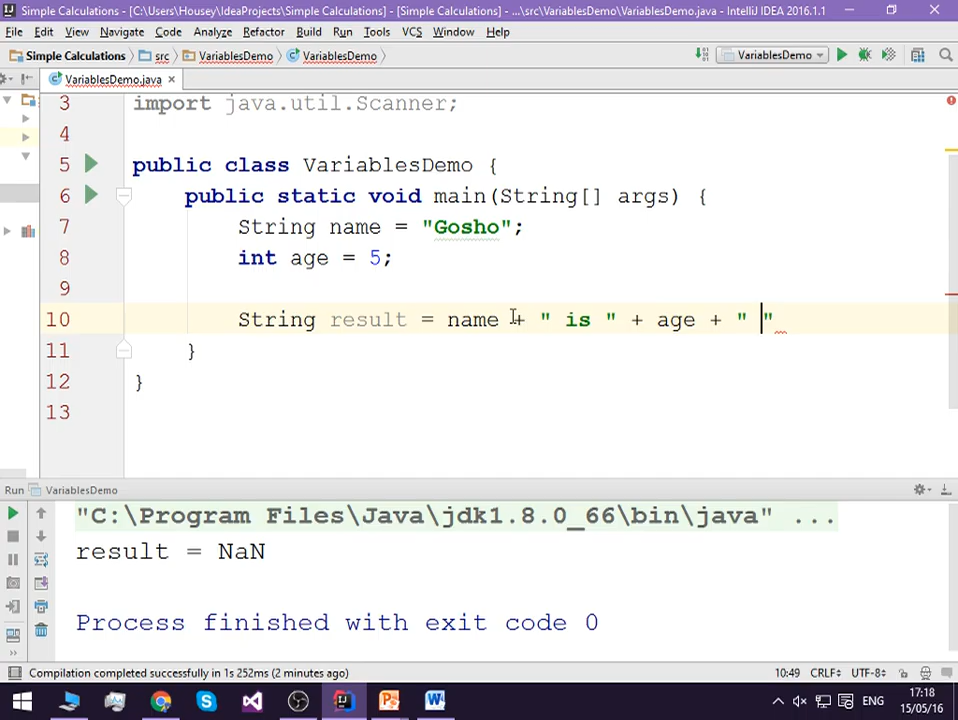 Simple Calculations - [C:\Users\Housey\IdeaProjects\Simple Calculations] - [Simple Calculations] - ...\src\VariablesDemo\VariablesDemo.java - IntelliJ IDEA 2016.1.1
File Edit View Navigate Code Analyze Refactor Build Run Tools VCS Window Help
Simple Calculations src VariablesDemo VariablesDemo VariablesDemo
VariablesDemo.java
3 import java.util.Scanner;
4
5 public class VariablesDemo {
6 public static void main(String[] args) {
7 String name = "Gosho";
8 int age = 5;
9
10 String result = name + " is " + age + " "
11 }
12 }
13
Run VariablesDemo
"C:\Program Files\Java\jdk1.8.0_66\bin\java" ...
result = NaN
Process finished with exit code 0
Compilation completed successfully in 1s 252ms (2 minutes ago) 10:49 CRLF÷ UTF-8÷
ENG 17:18
15/05/16